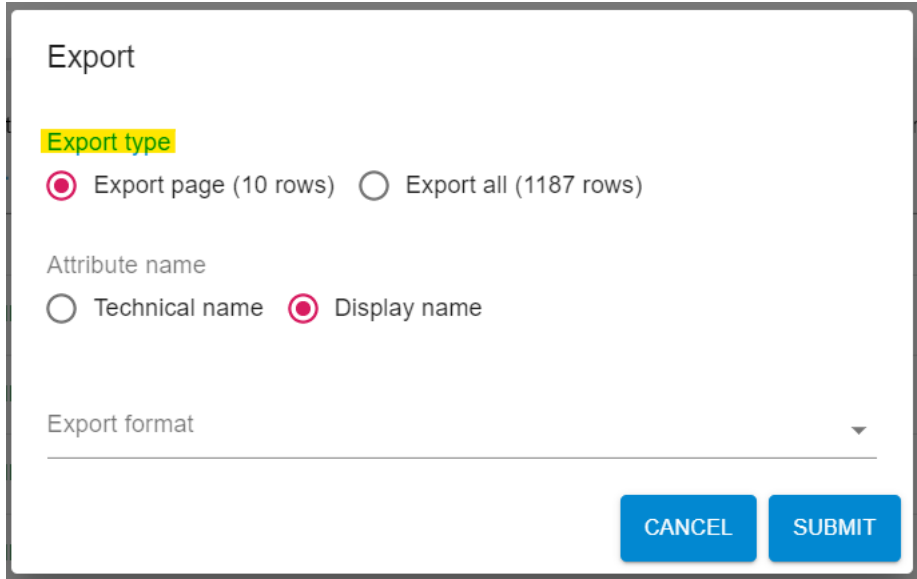 Export
Export type
Export page (10 rows) Export all (1187 rows)
Attribute name
Technical name Display name
Export format
CANCEL SUBMIT